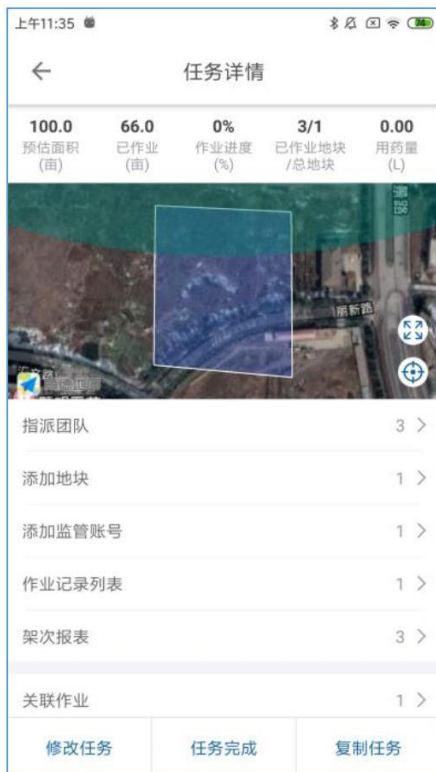 上午11:35
74
任务详情
100.0 66.0 0% 3/1 0.00
预估面积 已作业 作业进度 已作业地块 用药量
(亩) (亩) (%) /总地块 (L)
景路
丽新路
指派团队 3
添加地块 1
添加监管账号 1
作业记录列表 1
架次报表 3
关联作业 1
修改任务 任务完成 复制任务